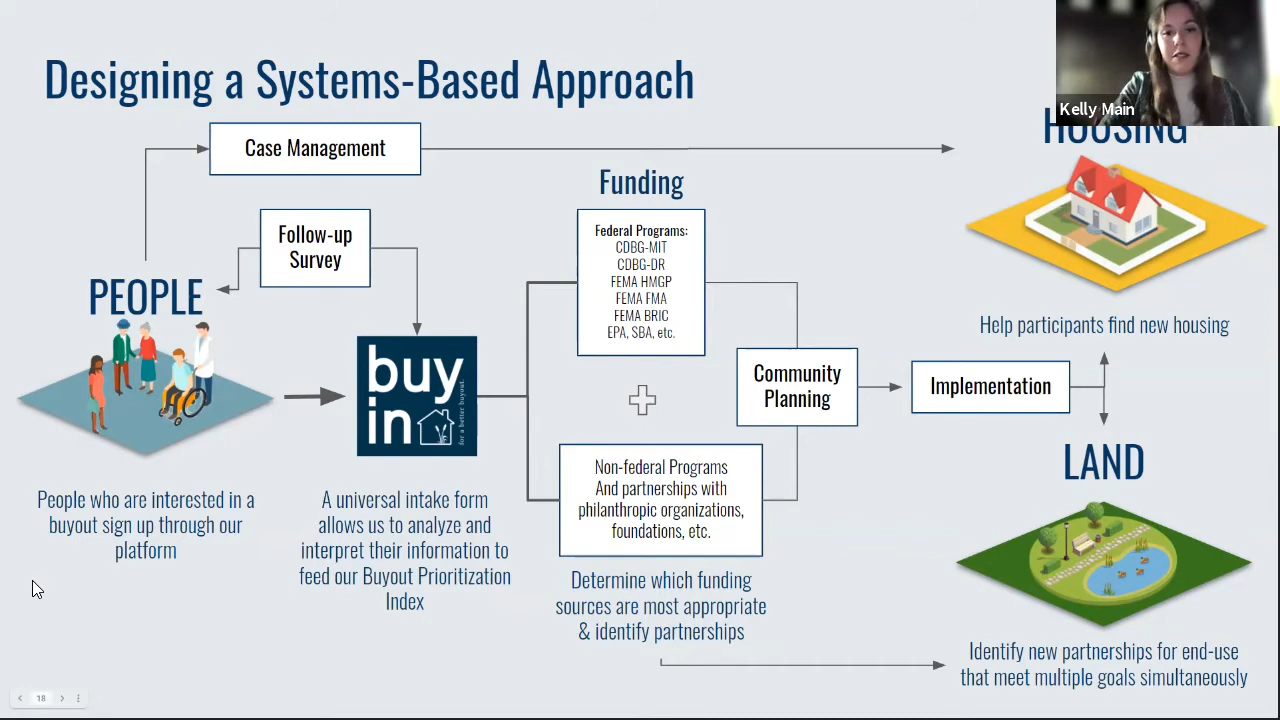 Designing a Systems-Based Approach
Kelly Main
HOUSING
Case Management
Funding
Follow-up
Survey
Federal Programs:
CDBG-MIT
CDBG-DR
FEMA HMGP
FEMA FMA
FEMA BRIC
EPA, SBA, etc.
PEOPLE
Help participants find new housing
buy
in
for a better buyout.
Community
Planning
Implementation
LAND
Non-federal Programs
And partnerships with
philanthropic organizations,
foundations, etc.
People who are interested in a
buyout sign up through our
platform
A universal intake form
allows us to analyze and
interpret their information to
feed our Buyout Prioritization
Index
Determine which funding
sources are most appropriate
& identify partnerships
Identify new partnerships for end-use
that meet multiple goals simultaneously
18